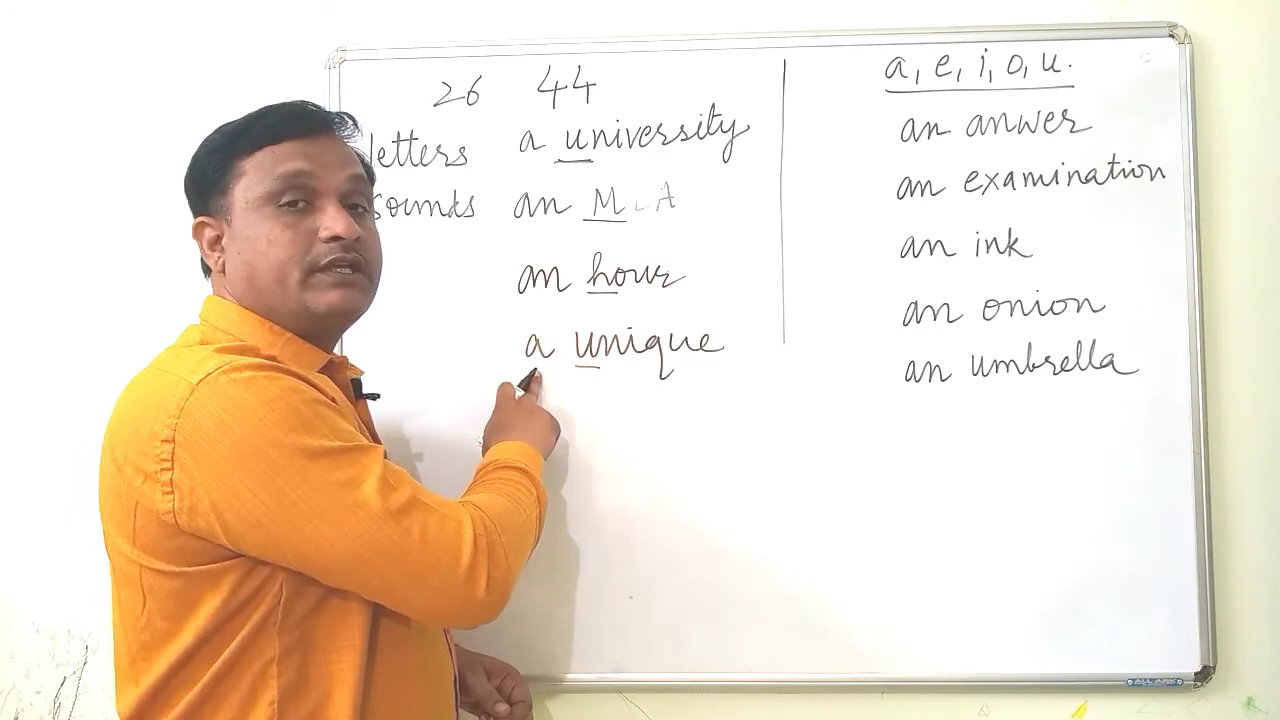 26 44
letters
sounds
a university
an M.L.A
an hour
a unique
a, e, i, o, u.
an anwer
an examination
an ink
an onion
an umbrella